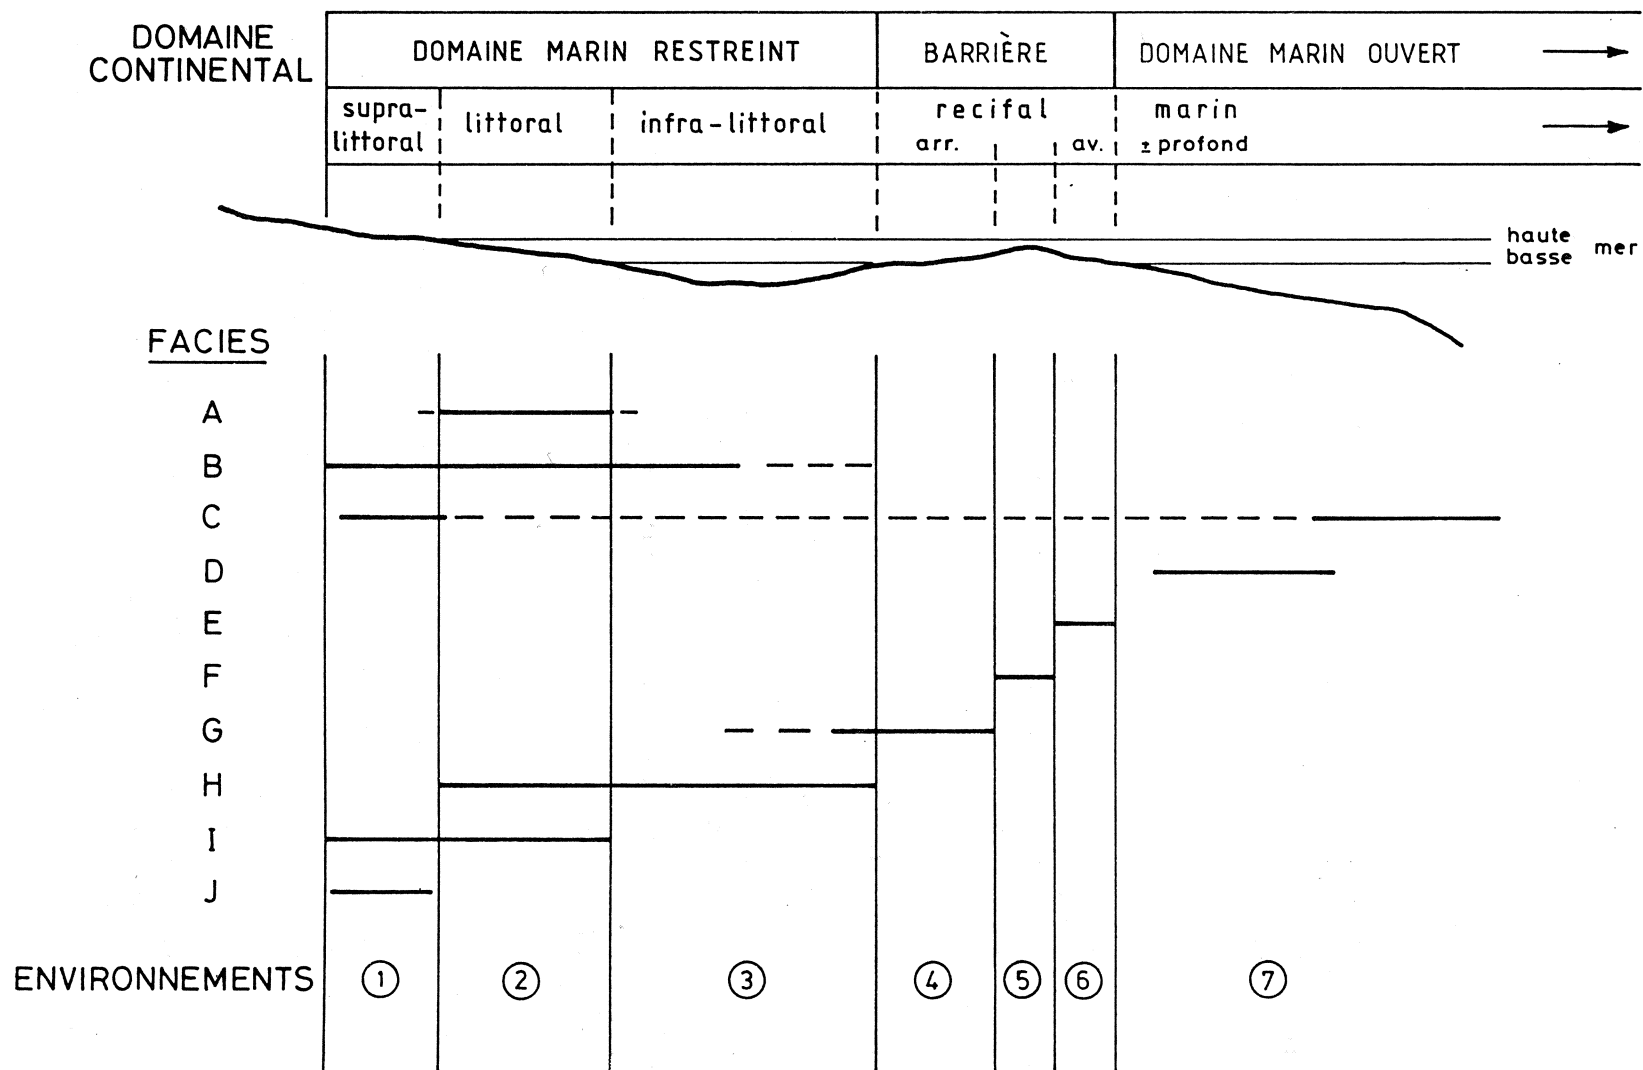 DOMAINE
CONTINENTAL
DOMAINE MARIN RESTREINT
BARRIÈRE
DOMAINE MARIN OUVERT
supra-
littoral
littoral
infra-littoral
recifal
arr.
av.
marin
± profond
haute
basse
mer
FACIES
A
B
C
D
E
F
G
H
I
J
ENVIRONNEMENTS 1 2 3 4 5 6 7